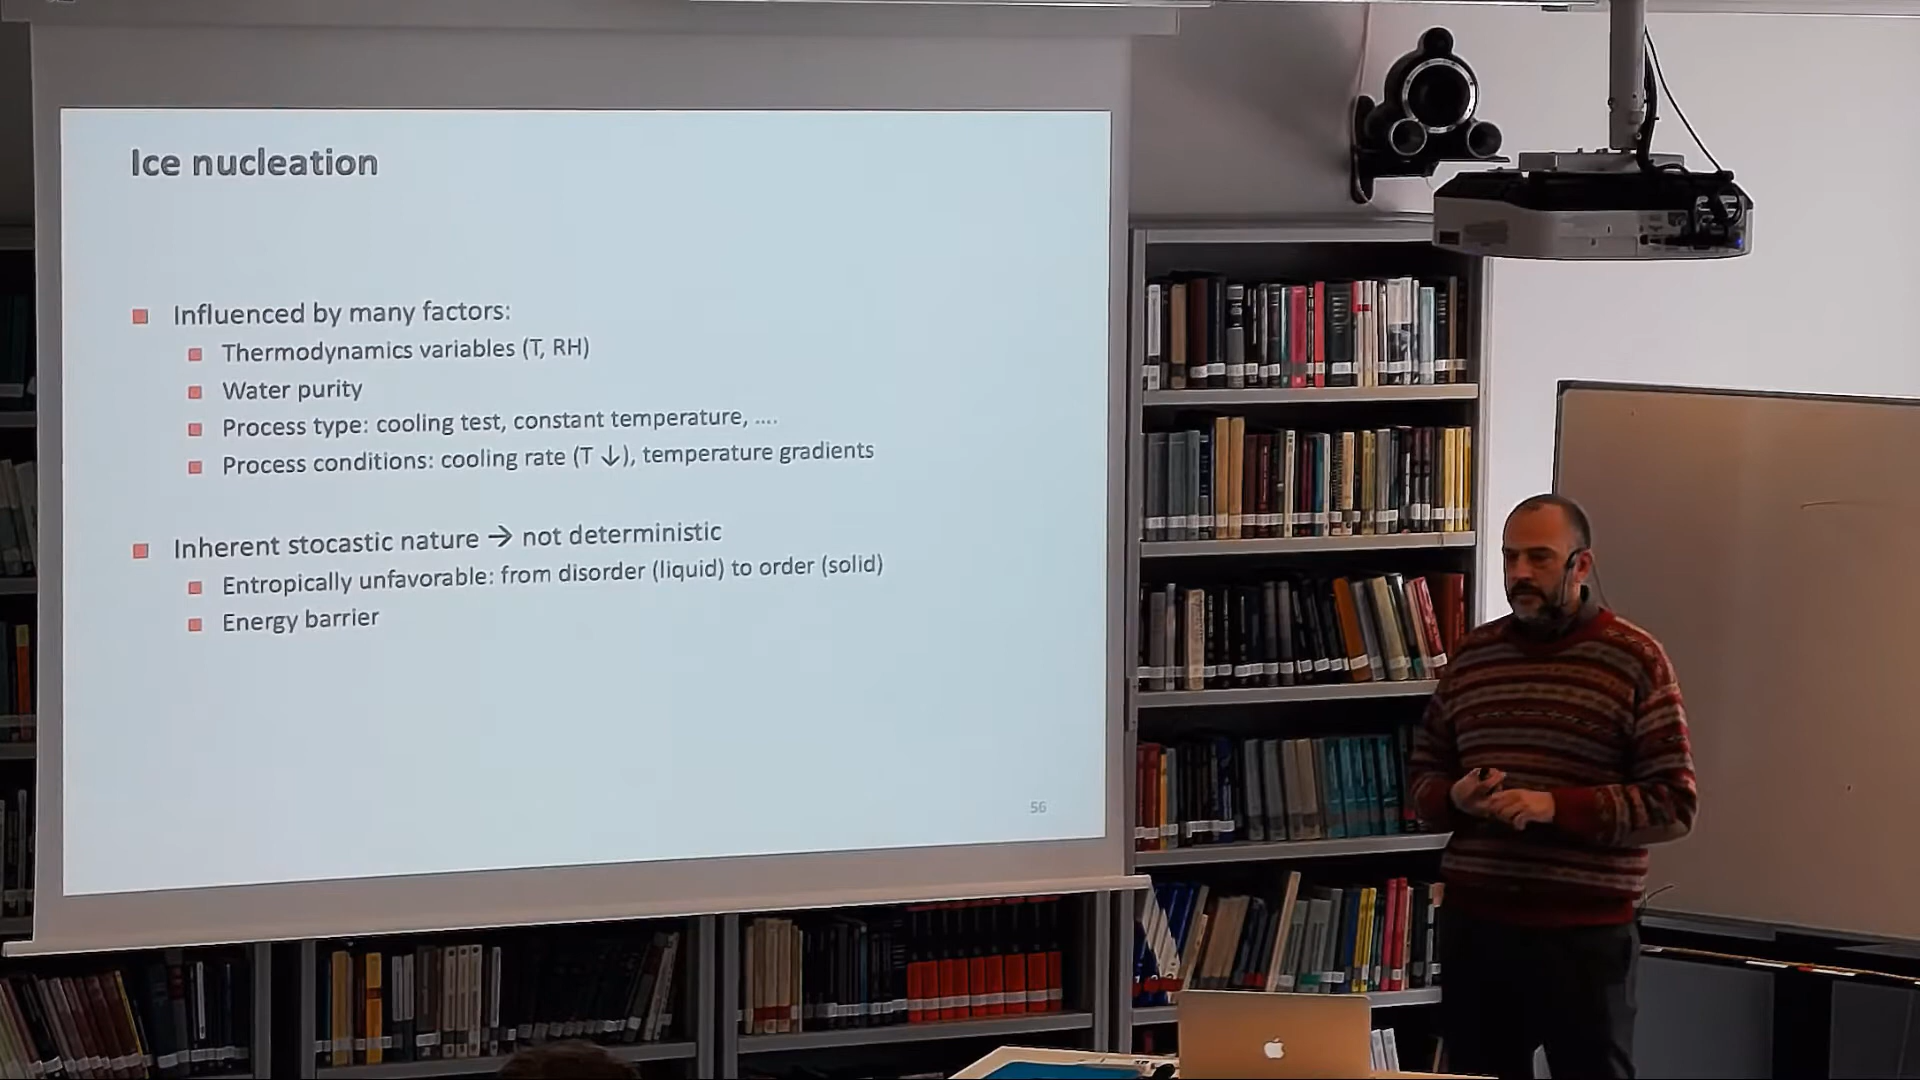 Ice nucleation
Influenced by many factors:
Thermodynamics variables (T, RH)
Water purity
Process type: cooling test, constant temperature, ....
Process conditions: cooling rate (T ↓), temperature gradients
Inherent stocastic nature → not deterministic
Entropically unfavorable: from disorder (liquid) to order (solid)
Energy barrier
56